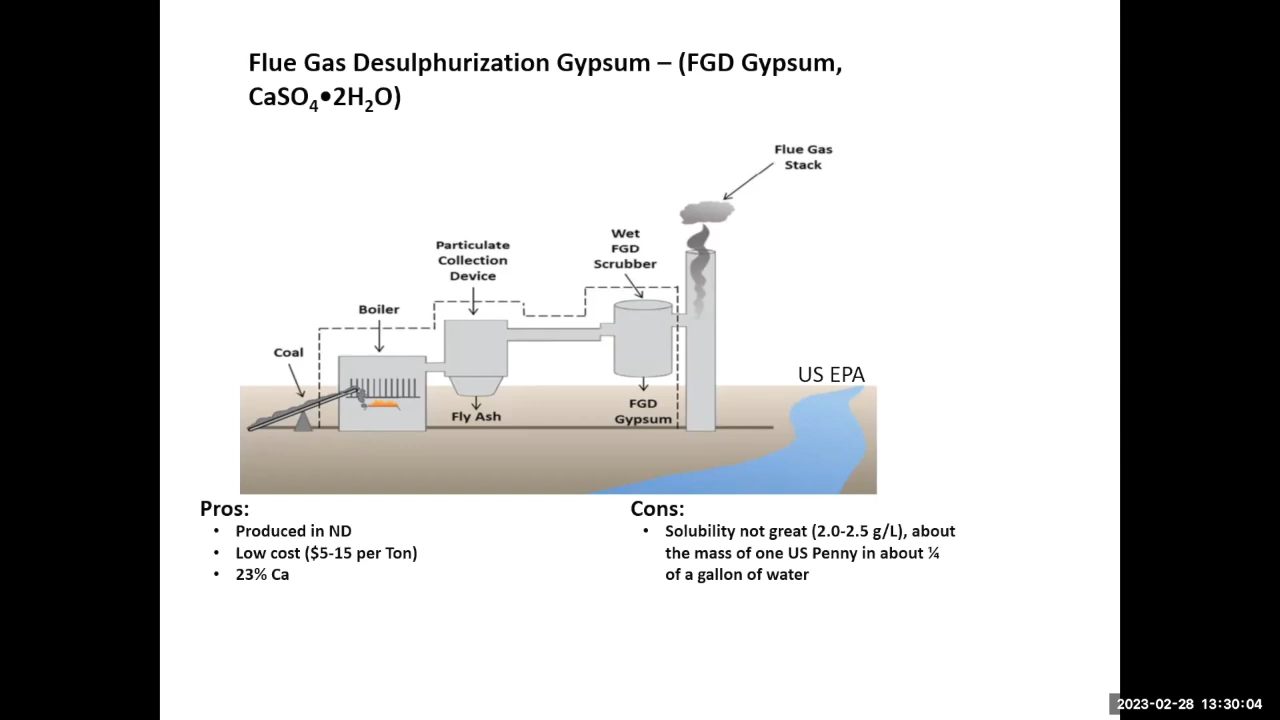 Flue Gas Desulphurization Gypsum – (FGD Gypsum,
CaSO₄•2H₂O)
Flue Gas
Stack
Wet
FGD
Scrubber
Particulate
Collection
Device
Boiler
Coal
US EPA
Fly Ash
FGD
Gypsum
Pros:
• Produced in ND
• Low cost ($5-15 per Ton)
• 23% Ca
Cons:
• Solubility not great (2.0-2.5 g/L), about
the mass of one US Penny in about ¼
of a gallon of water
2023-02-28 13:30:04